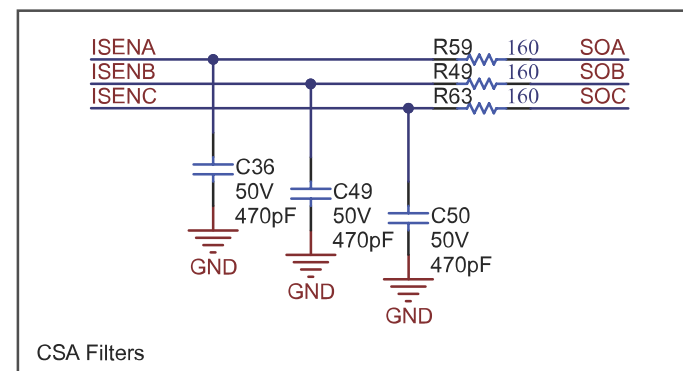 ISENA R59 160 SOA
ISENB R49 160 SOB
ISENC R63 160 SOC
C36
50V
470pF
GND
C49
50V
470pF
GND
C50
50V
470pF
GND
CSA Filters